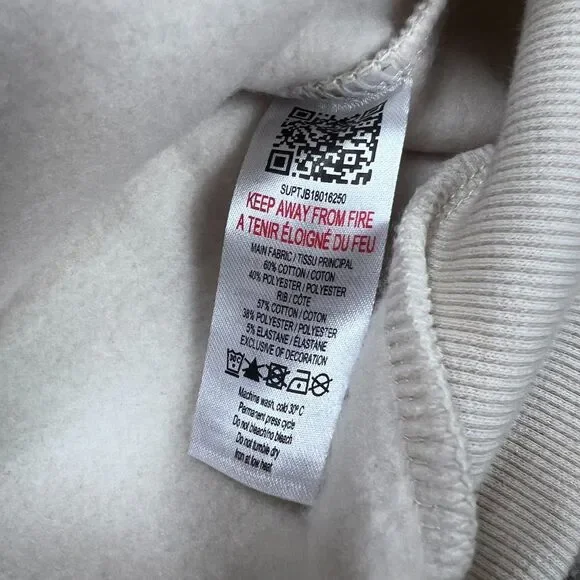 SUPTJB18016250
KEEP AWAY FROM FIRE
A TENIR ÉLOIGNÉ DU FEU
MAIN FABRIC / TISSU PRINCIPAL
60% COTTON / COTON
40% POLYESTER / POLYESTER
RIB / CÔTE
57% COTTON / COTON
38% POLYESTER / POLYESTER
5% ELASTANE / ÉLASTANE
EXCLUSIVE OF DECORATION
Machine wash, cold 30° C
Permanent press cycle
Do not bleach/no bleach
Do not tumble dry
Iron at low heat